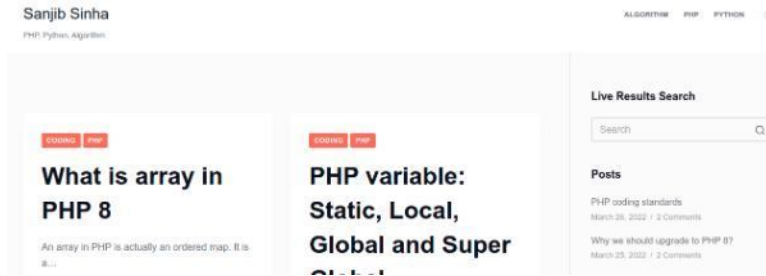 Sanjib Sinha
PHP, Python, Algorithm
ALGORITHM PHP PYTHON
CODING PHP
What is array in
PHP 8
An array in PHP is actually an ordered map. It is
a...
CODING PHP
PHP variable:
Static, Local,
Global and Super
Global
Live Results Search
Search
Posts
PHP coding standards
March 26, 2022 / 2 Comments
Why we should upgrade to PHP 8?
March 25, 2022 / 2 Comments